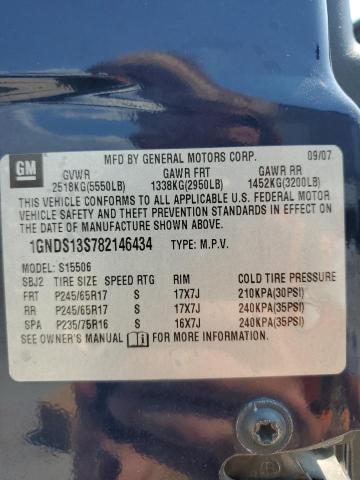 GM
MFD BY GENERAL MOTORS CORP. 09/07
GVWR GAWR FRT GAWR RR
2518KG(5550LB) 1338KG(2950LB) 1452KG(3200LB)
THIS VEHICLE CONFORMS TO ALL APPLICABLE U.S. FEDERAL MOTOR
VEHICLE SAFETY AND THEFT PREVENTION STANDARDS IN EFFECT ON
THE DATE OF MANUFACTURE SHOWN ABOVE.
1GNDS13S782146434 TYPE: M.P.V.
MODEL: S15506
SBJ2 TIRE SIZE SPEED RTG RIM COLD TIRE PRESSURE
FRT P245/65R17 S 17X7J 210KPA(30PSI)
RR P245/65R17 S 17X7J 240KPA(35PSI)
SPA P235/75R16 S 16X7J 240KPA(35PSI)
SEE OWNER'S MANUAL FOR MORE INFORMATION